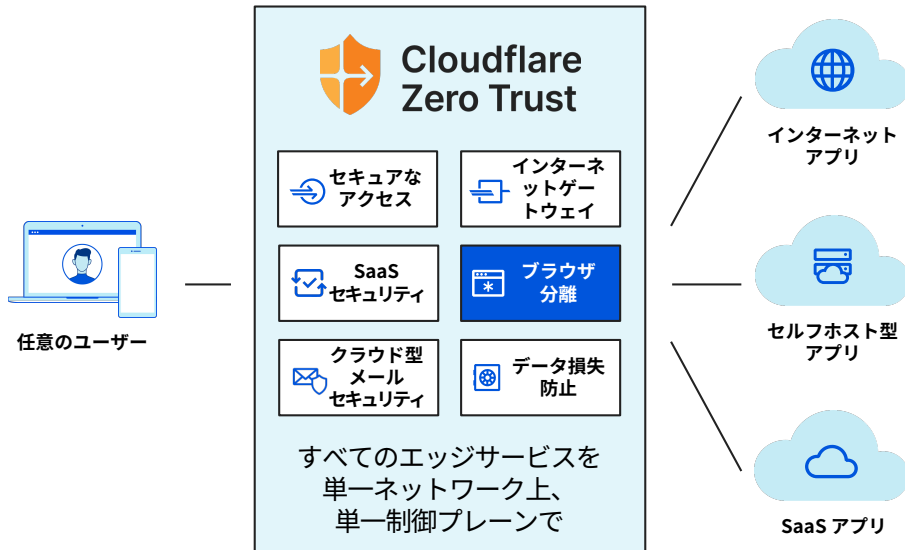 Cloudflare
Zero Trust
セキュアな
アクセス
インターネ
ットゲー
トウェイ
SaaS
セキュリティ
ブラウザ
分離
クラウド型
メール
セキュリティ
データ損失
防止
すべてのエッジサービスを
単一ネットワーク上、
単一制御プレーンで
任意のユーザー
インターネット
アプリ
セルフホスト型
アプリ
SaaS アプリ